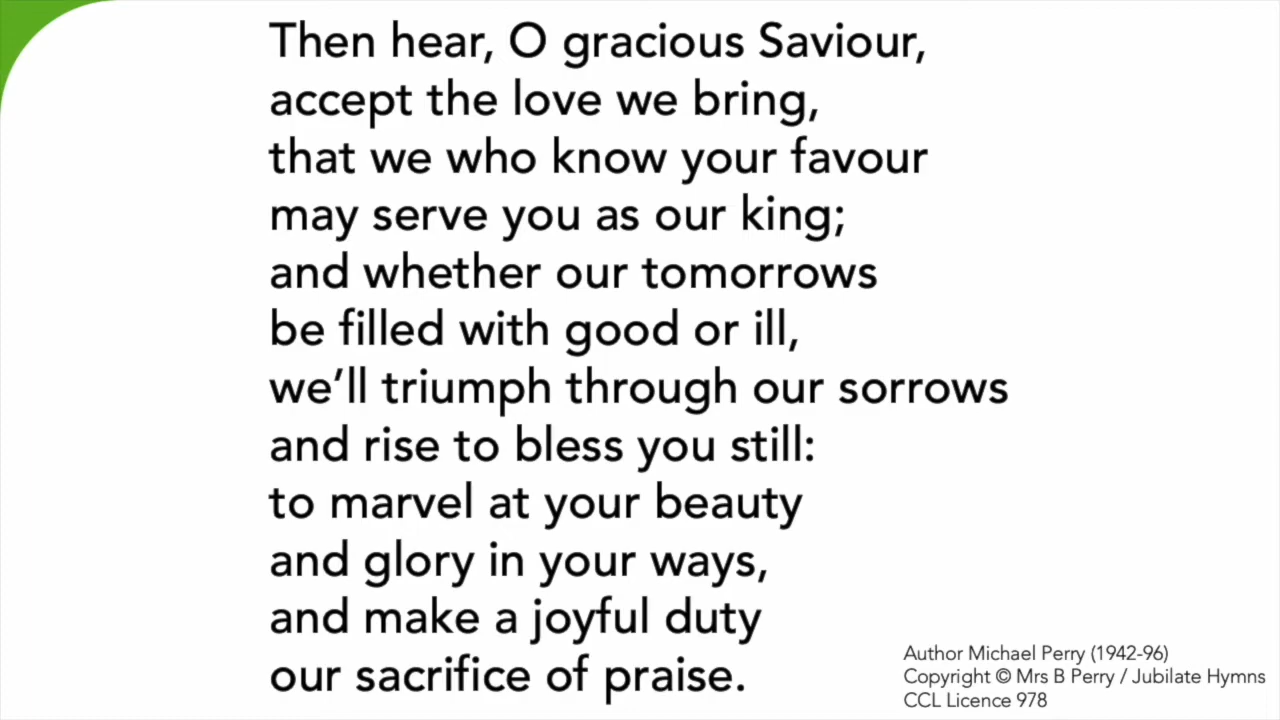 Then hear, O gracious Saviour,
accept the love we bring,
that we who know your favour
may serve you as our king;
and whether our tomorrows
be filled with good or ill,
we’ll triumph through our sorrows
and rise to bless you still:
to marvel at your beauty
and glory in your ways,
and make a joyful duty
our sacrifice of praise.
Author Michael Perry (1942-96)
Copyright © Mrs B Perry / Jubilate Hymns
CCL Licence 978